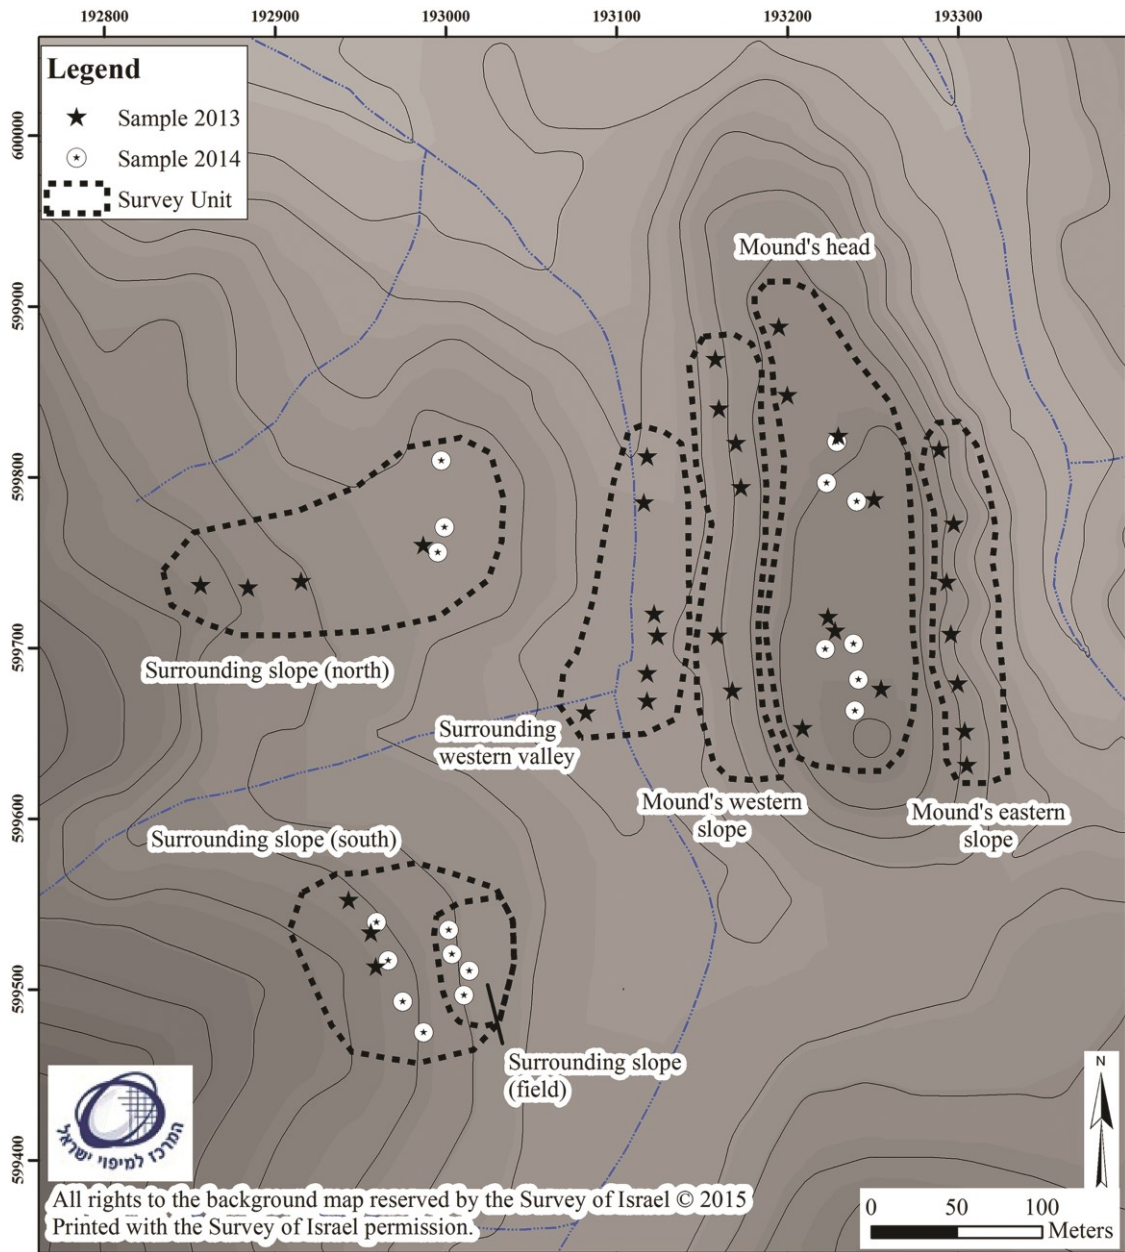 192800 192900 193000 193100 193200 193300
Legend
Sample 2013
Sample 2014
Survey Unit
600000
599900
599800
599700
599600
599500
599400
Mound's head
Surrounding slope (north)
Surrounding
western valley
Mound's western
slope
Mound's eastern
slope
Surrounding slope (south)
Surrounding slope
(field)
N
המרכז למיפוי ישראל
All rights to the background map reserved by the Survey of Israel © 2015
Printed with the Survey of Israel permission.
0 50 100
Meters